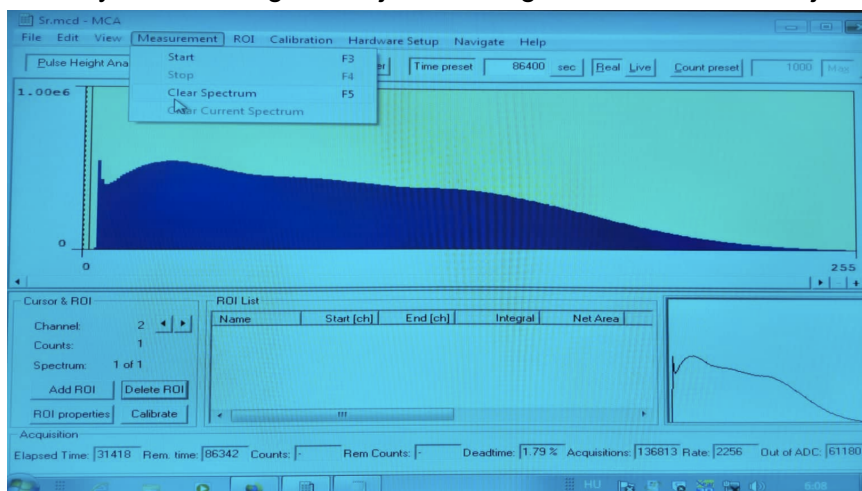 Sr.mcd - MCA
File Edit View Measurement ROI Calibration Hardware Setup Navigate Help
Pulse Height Ana
Time preset 86400 sec Real Live Count preset 1000
Start F3
Stop F4
Clear Spectrum F5
Clear Current Spectrum
1.00e6
0
0 255
Cursor & ROI
Channel: 2
Counts: 1
Spectrum: 1 of 1
Add ROI Delete ROI
ROI properties Calibrate
ROI List
Name Start [ch] End [ch] Integral Net Area
Acquisition
Elapsed Time: 31418 Rem. time: 86342 Counts: - Rem Counts: - Deadtime: 1.79 % Acquisitions: 136813 Rate: 2256 Out of ADC: 61180
HU 6:08